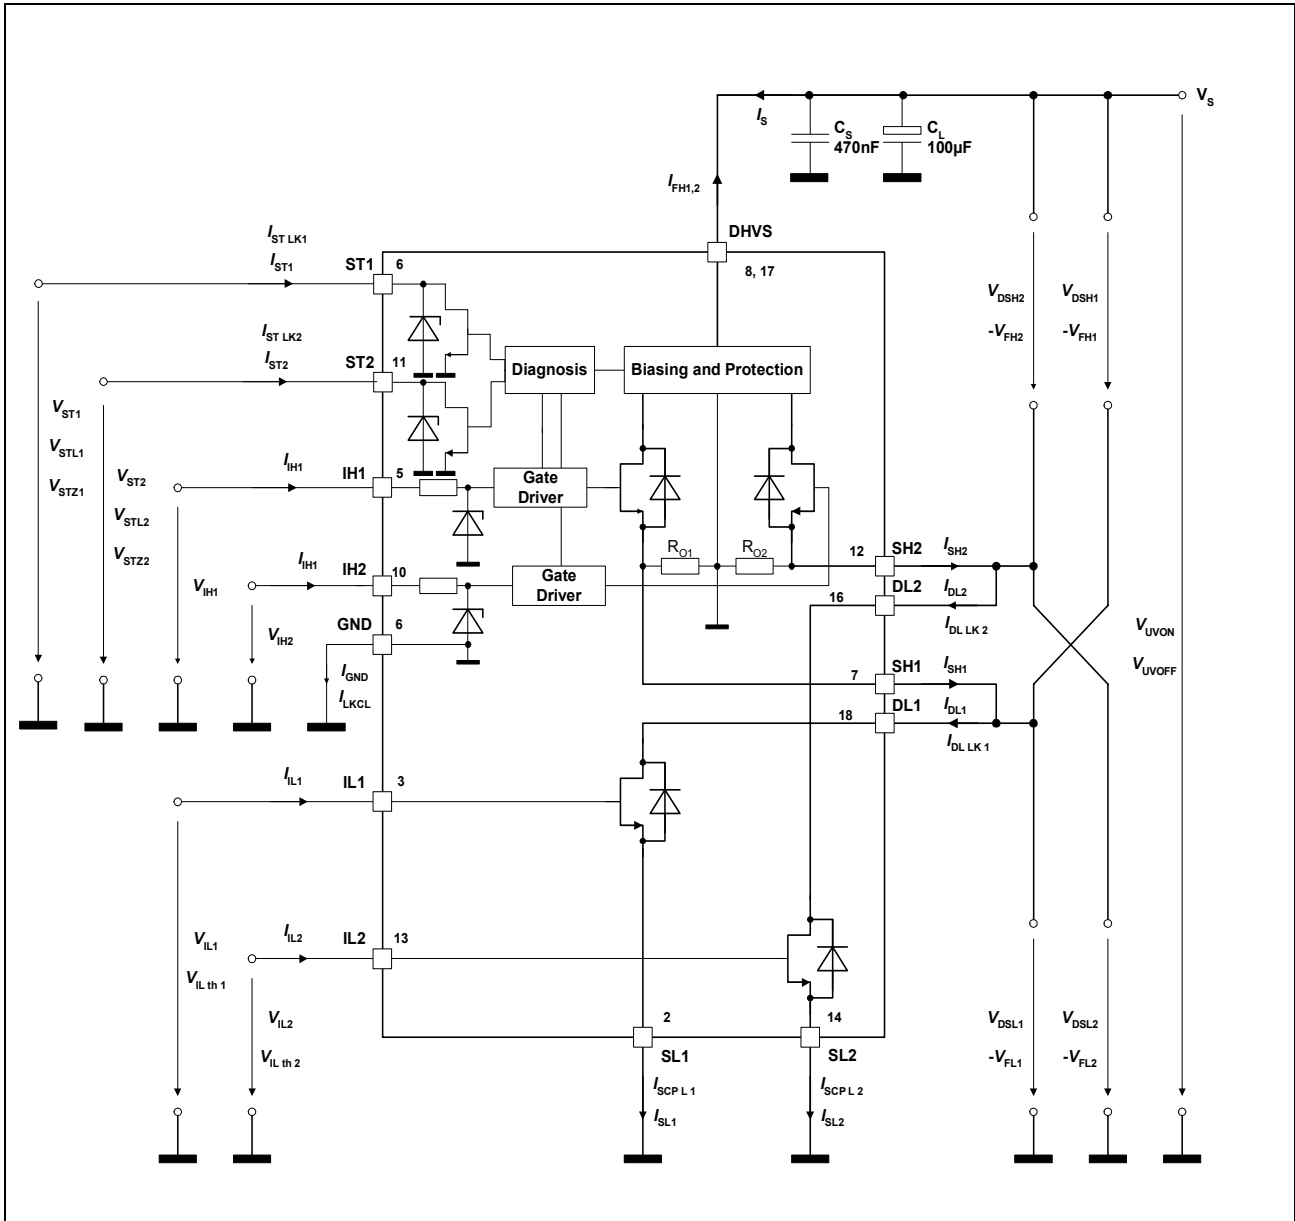 V_S
I_S
C_S
470nF
C_L
100µF
I_FH1,2
DHVS
8, 17
I_ST LK1
I_ST1
ST1
6
I_ST LK2
I_ST2
ST2
11
Diagnosis
Biasing and Protection
V_DSH2
-V_FH2
V_DSH1
-V_FH1
V_ST1
V_STL1
V_STZ1
V_ST2
V_STL2
V_STZ2
I_IH1
IH1
5
Gate
Driver
V_IH1
I_IH1
IH2
10
Gate
Driver
R_O1
R_O2
V_IH2
GND
6
I_GND
I_LKCL
12
SH2
I_SH2
16
DL2
I_DL2
I_DL LK 2
7
SH1
I_SH1
18
DL1
I_DL1
I_DL LK 1
V_UVON
V_UVOFF
I_IL1
IL1
3
V_IL1
V_IL th 1
I_IL2
IL2
13
V_IL2
V_IL th 2
2
SL1
14
SL2
I_SCP L 1
I_SL1
I_SCP L 2
I_SL2
V_DSL1
-V_FL1
V_DSL2
-V_FL2